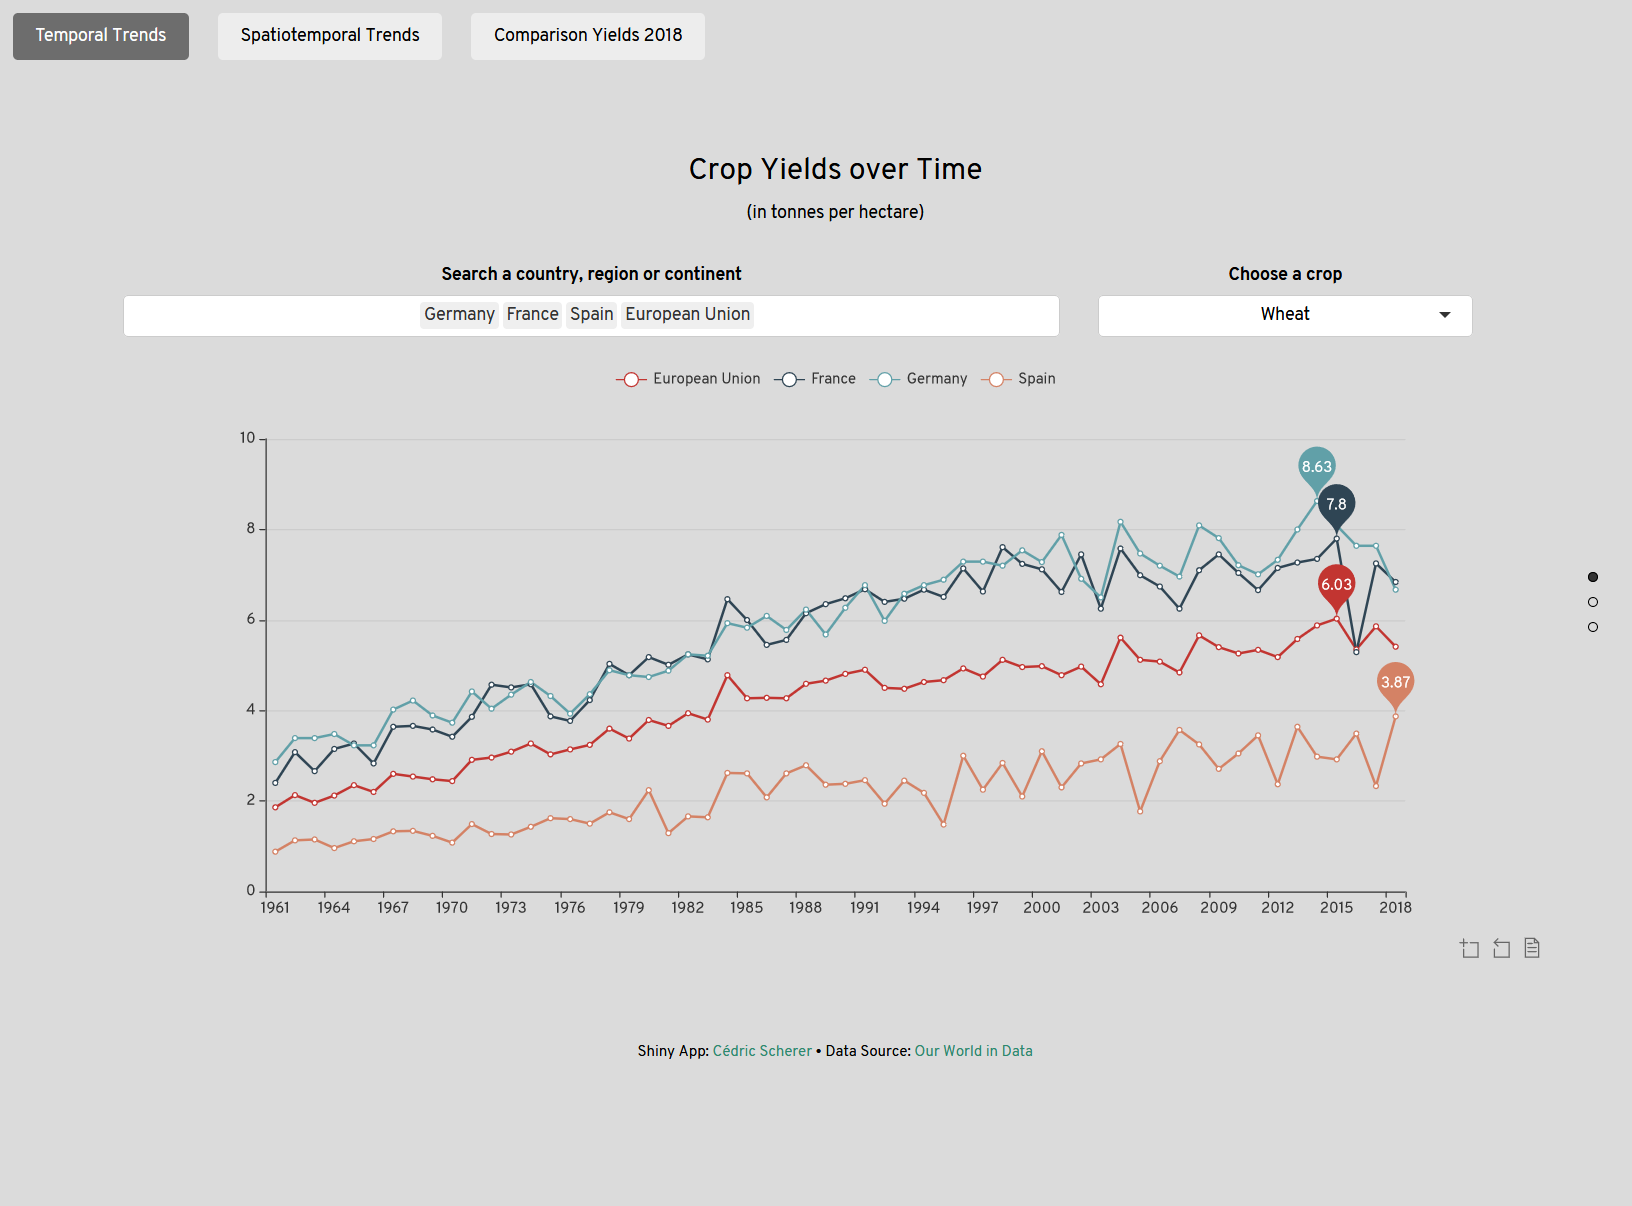 Temporal Trends
Spatiotemporal Trends
Comparison Yields 2018
Crop Yields over Time
(in tonnes per hectare)
Search a country, region or continent
Choose a crop
Germany France Spain European Union
Wheat
European Union France Germany Spain
10
8
6
4
2
0
8.63
7.8
6.03
3.87
1961 1964 1967 1970 1973 1976 1979 1982 1985 1988 1991 1994 1997 2000 2003 2006 2009 2012 2015 2018
Shiny App: Cédric Scherer • Data Source: Our World in Data